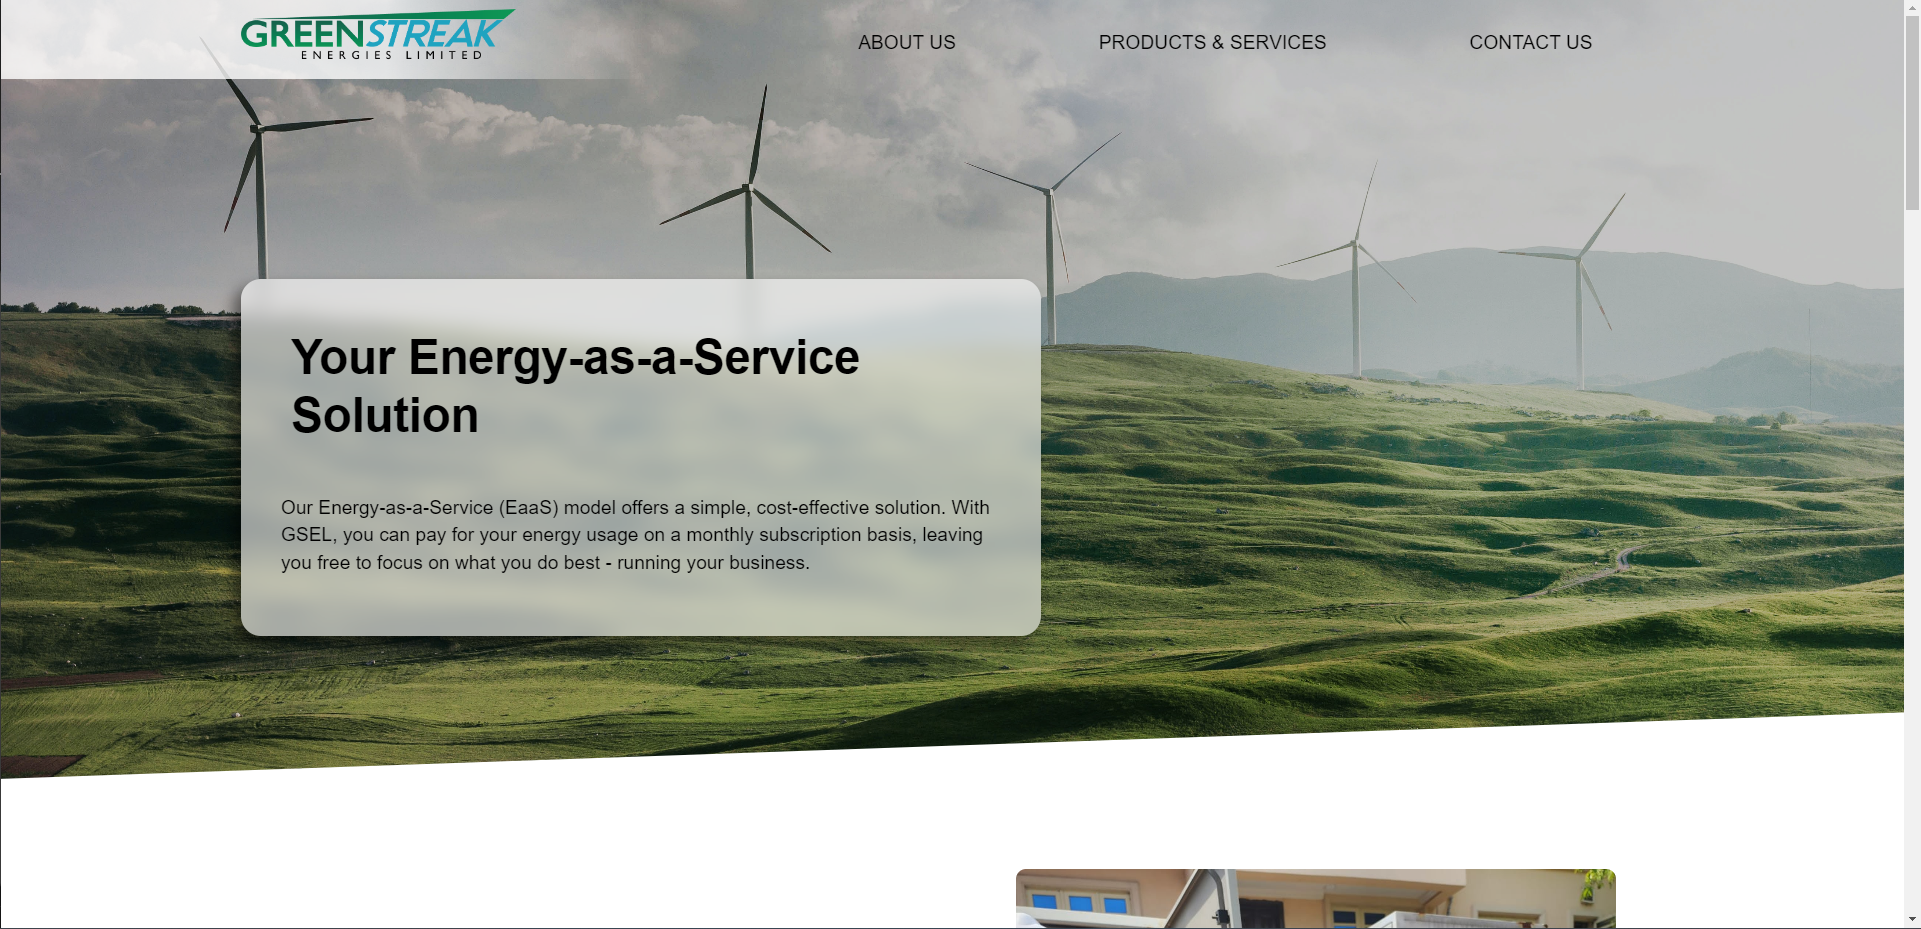 GREENSTREAK
ENERGIES LIMITED
ABOUT US
PRODUCTS & SERVICES
CONTACT US
Your Energy-as-a-Service
Solution
Our Energy-as-a-Service (EaaS) model offers a simple, cost-effective solution. With
GSEL, you can pay for your energy usage on a monthly subscription basis, leaving
you free to focus on what you do best - running your business.